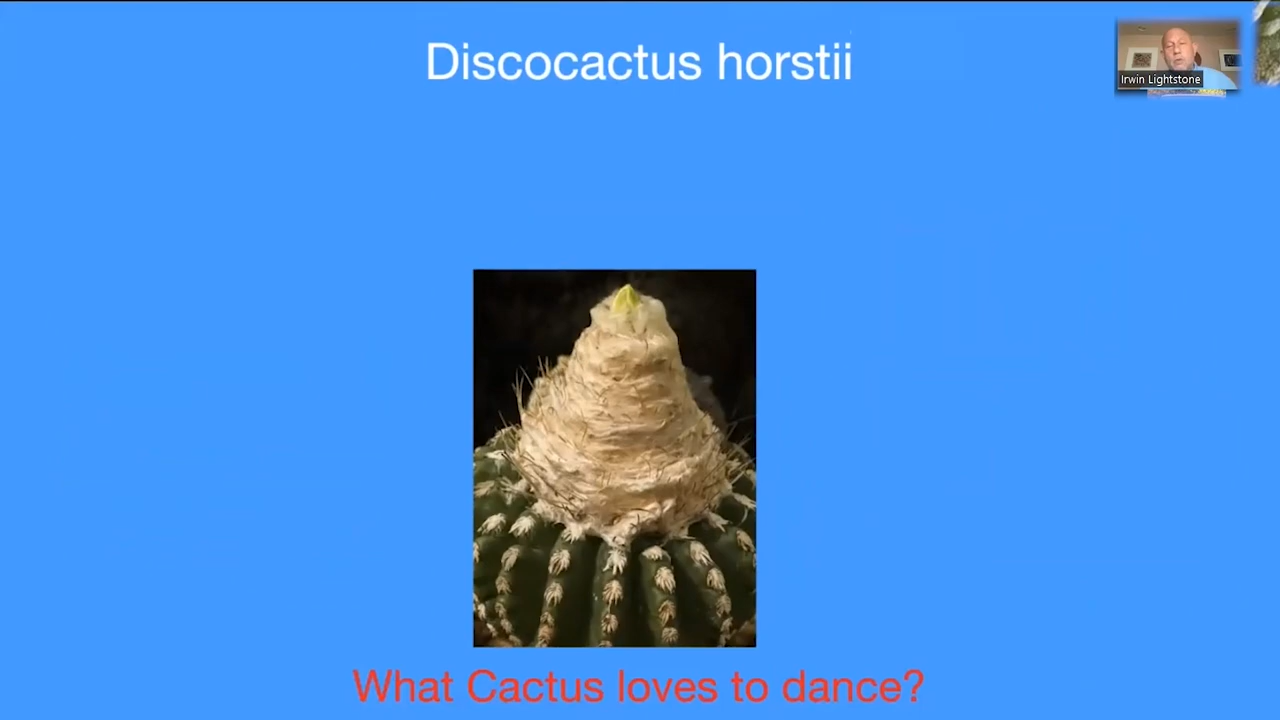 Discocactus horstii
Irwin Lightstone
What Cactus loves to dance?